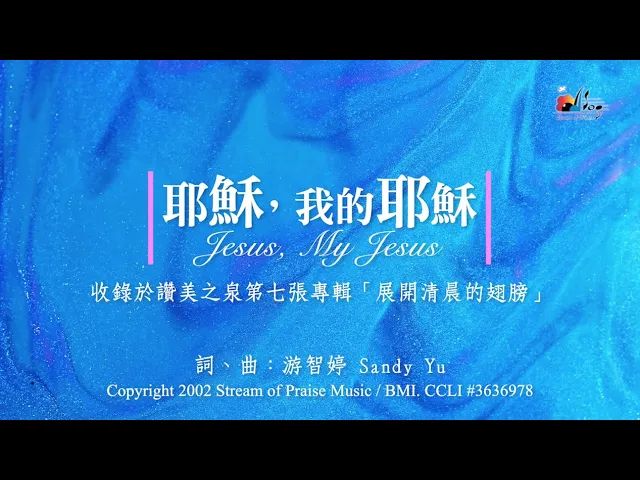 耶穌，我的耶穌
Jesus, My Jesus
收錄於讚美之泉第七張專輯「展開清晨的翅膀」
詞、曲：游智婷 Sandy Yu
Copyright 2002 Stream of Praise Music / BMI. CCLI #3636978